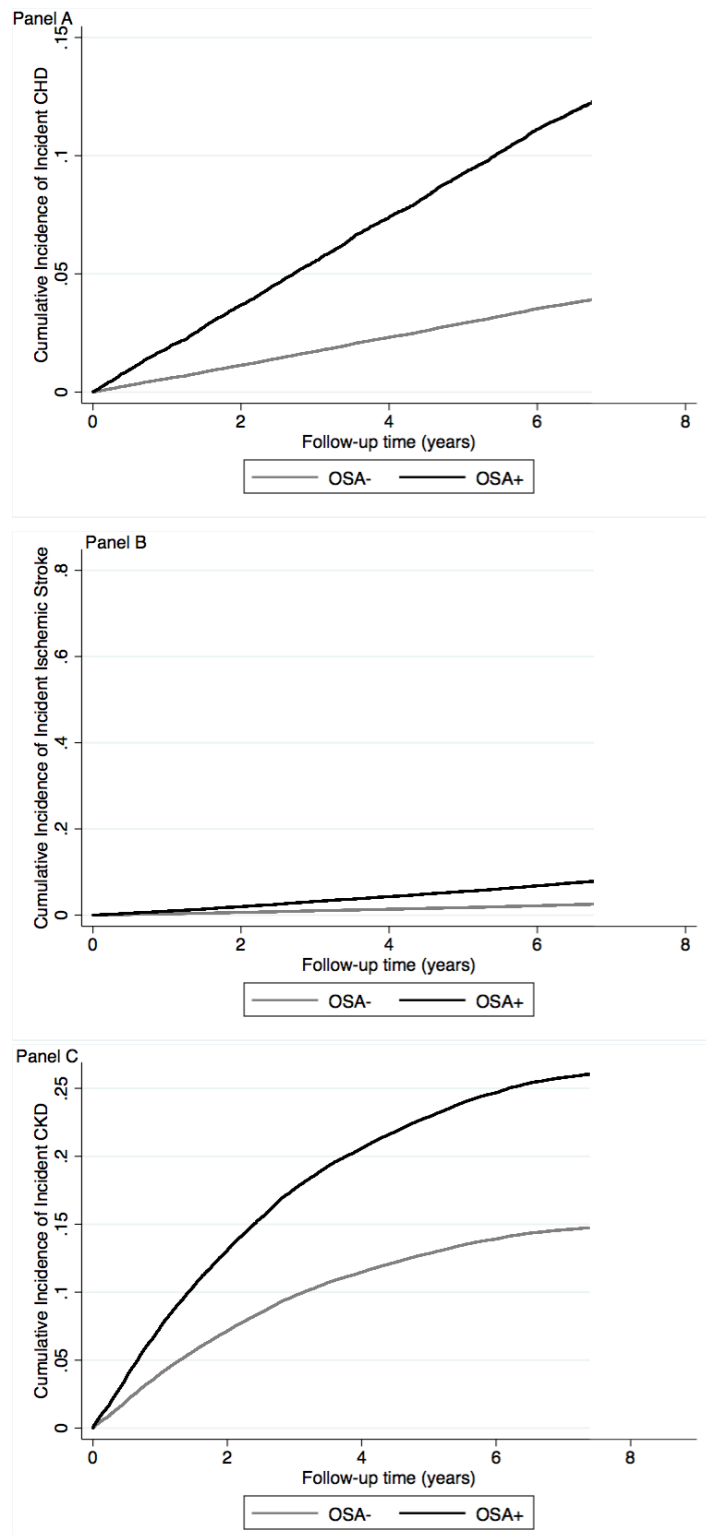 Panel A
Cumulative Incidence of Incident CHD
.15
.1
.05
0
0 2 4 6 8
Follow-up time (years)
OSA- OSA+
Panel B
Cumulative Incidence of Incident Ischemic Stroke
.8
.6
.4
.2
0
0 2 4 6 8
Follow-up time (years)
OSA- OSA+
Panel C
Cumulative Incidence of Incident CKD
.25
.2
.15
.1
.05
0
0 2 4 6 8
Follow-up time (years)
OSA- OSA+